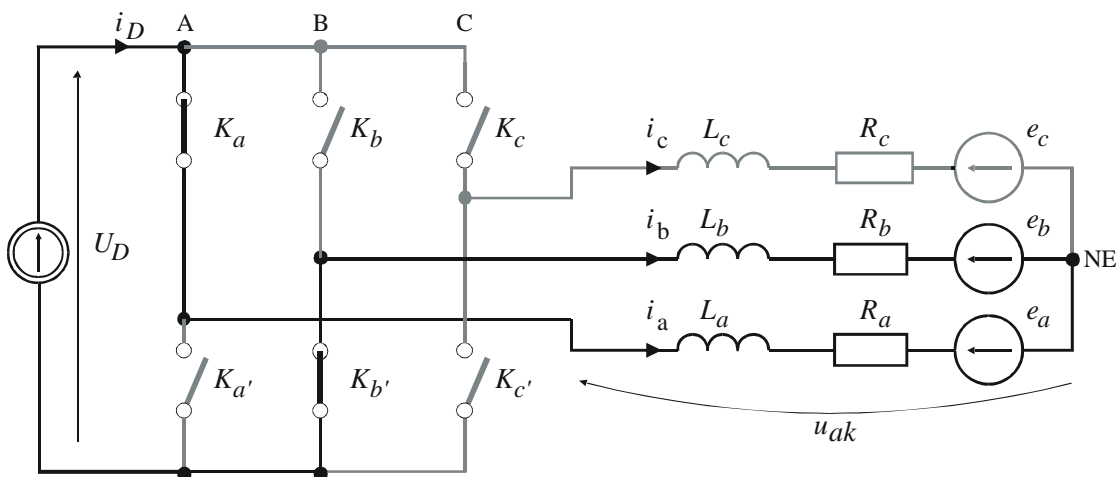 i_D A B C
K_a K_b K_c
i_c L_c R_c e_c
U_D i_b L_b R_b e_b
NE
i_a L_a R_a e_a
K_a' K_b' K_c'
u_ak